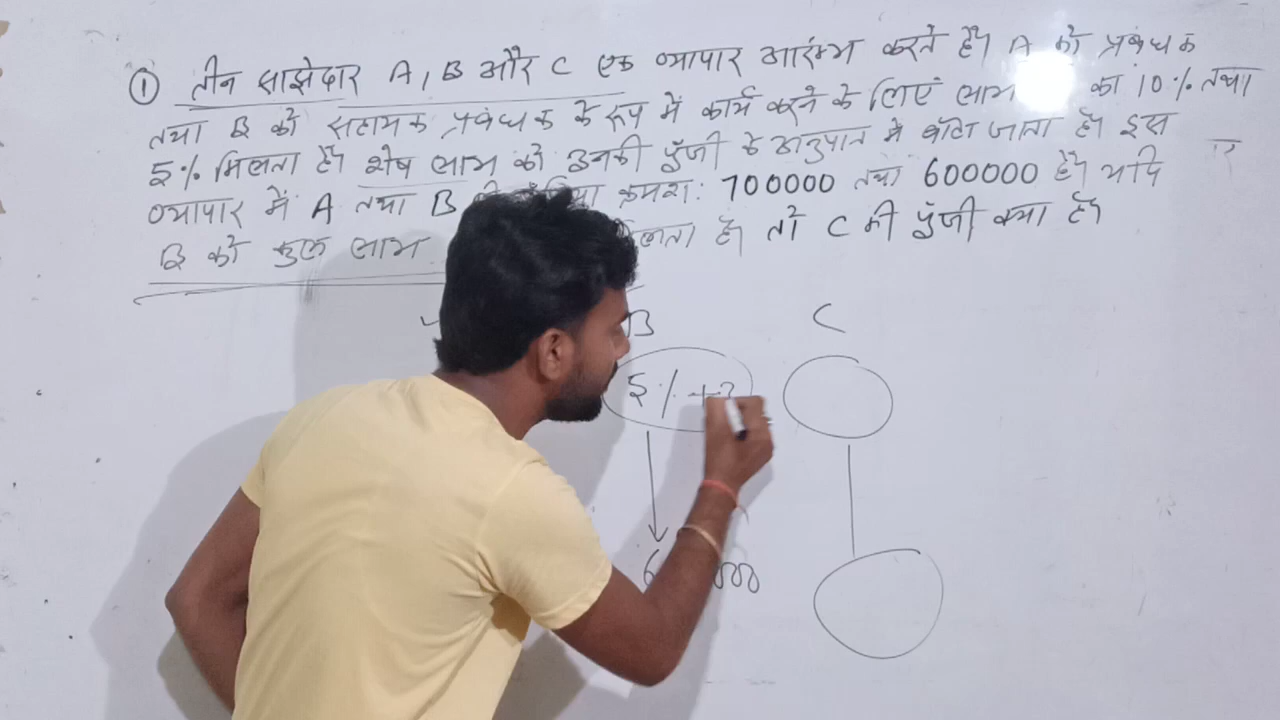 ① तीन साझेदार A, B और C एक व्यापार आरंभ करते हैं। A को प्रबंधक
तथा B को सहायक प्रबंधक के रूप में कार्य करने के लिए लाभ का 10% तथा
5% मिलता है। शेष लाभ को उनकी पूँजी के अनुपात में बाँटा जाता है। इस
व्यापार में A तथा B क्रमशः 700000 तथा 600000 है। यदि
B को कुल लाभ है, तो C की पूँजी क्या है।
B C
5% +